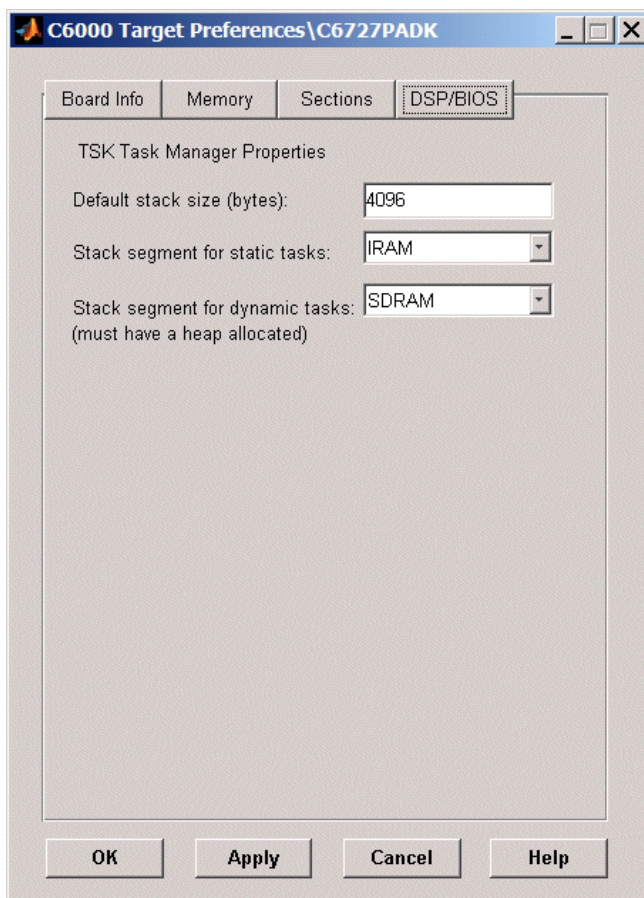 C6000 Target Preferences\C6727PADK
Board Info Memory Sections DSP/BIOS
TSK Task Manager Properties
Default stack size (bytes): 4096
Stack segment for static tasks: IRAM
Stack segment for dynamic tasks: SDRAM
(must have a heap allocated)
OK Apply Cancel Help